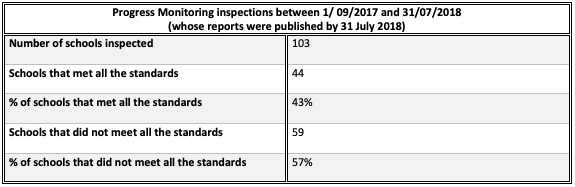 Progress Monitoring inspections between 1/ 09/2017 and 31/07/2018
(whose reports were published by 31 July 2018)
Number of schools inspected 103
Schools that met all the standards 44
% of schools that met all the standards 43%
Schools that did not meet all the standards 59
% of schools that did not meet all the standards 57%